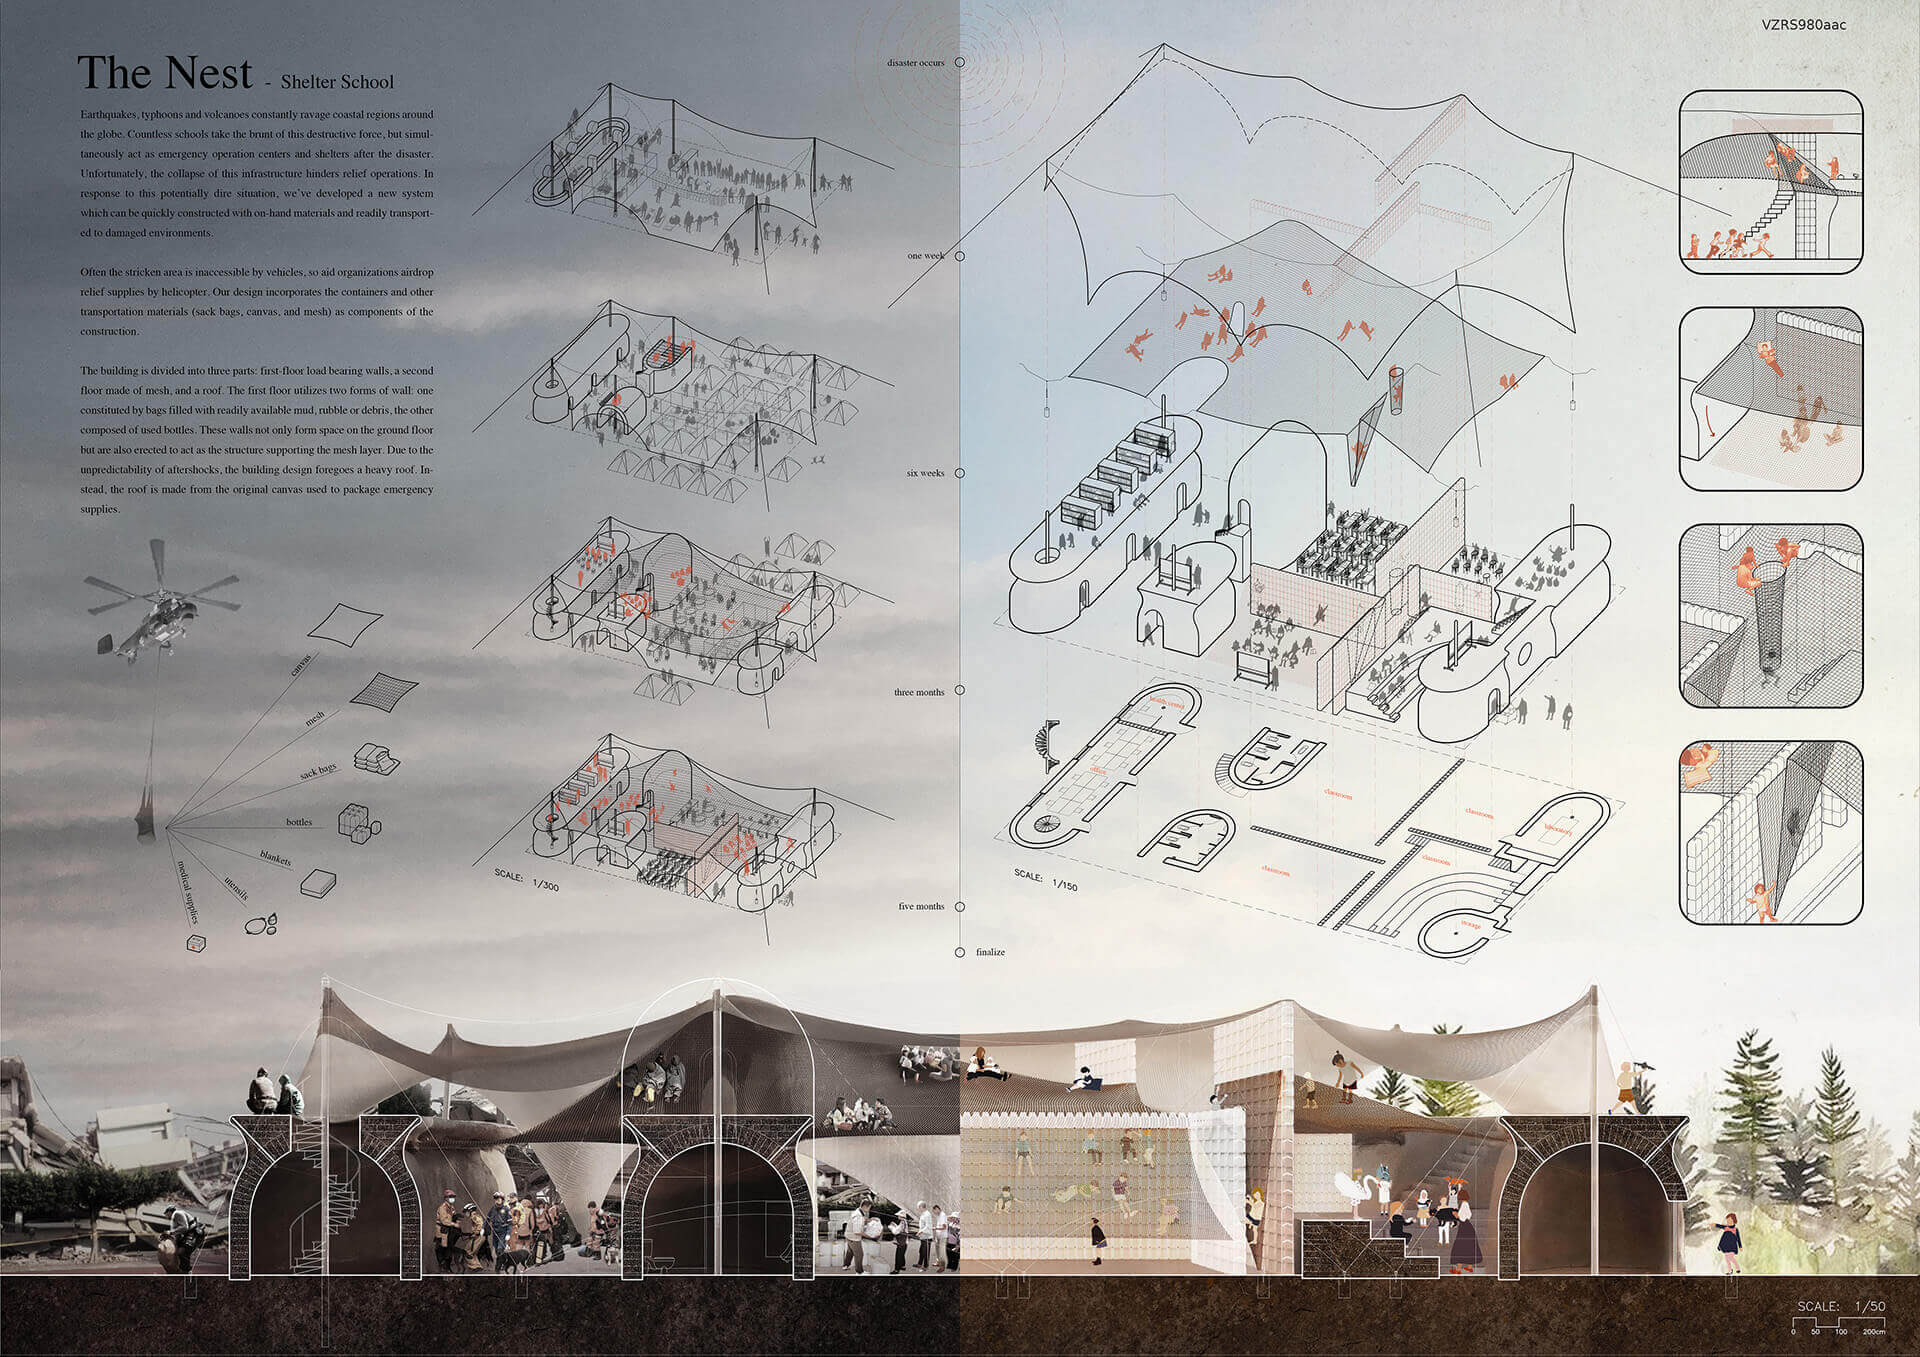 VZRS980aac
The Nest - Shelter School
Earthquakes, typhoons and volcanoes constantly ravage coastal regions around
the globe. Countless schools take the brunt of this destructive force, but simul-
taneously act as emergency operation centers and shelters after the disaster.
Unfortunately, the collapse of this infrastructure hinders relief operations. In
response to this potentially dire situation, we've developed a new system
which can be quickly constructed with on-hand materials and readily transport-
ed to damaged environments.
Often the stricken area is inaccessible by vehicles, so aid organizations airdrop
relief supplies by helicopter. Our design incorporates the containers and other
transportation materials (sack bags, canvas, and mesh) as components of the
construction.
The building is divided into three parts: first-floor load bearing walls, a second
floor made of mesh, and a roof. The first floor utilizes two forms of wall: one
constituted by bags filled with readily available mud, rubble or debris, the other
composed of used bottles. These walls not only form space on the ground floor
but are also erected to act as the structure supporting the mesh layer. Due to the
unpredictability of aftershocks, the building design foregoes a heavy roof. In-
stead, the roof is made from the original canvas used to package emergency
supplies.
canvas
mesh
sack bags
bottles
blankets
utensils
medical supplies
disaster occurs
one week
six weeks
three months
five months
finalize
SCALE: 1/300
SCALE: 1/150
health center
office
classroom
classroom
laboratory
classroom
classroom
storage
SCALE: 1/50
0 50 100 200cm